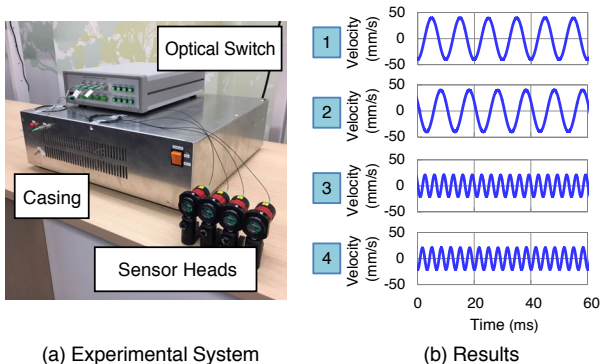 Optical Switch
Casing
Sensor Heads
(a) Experimental System
1
Velocity
(mm/s)
50
0
-50
2
Velocity
(mm/s)
50
0
-50
3
Velocity
(mm/s)
50
0
-50
4
Velocity
(mm/s)
50
0
-50
0 20 40 60
Time (ms)
(b) Results